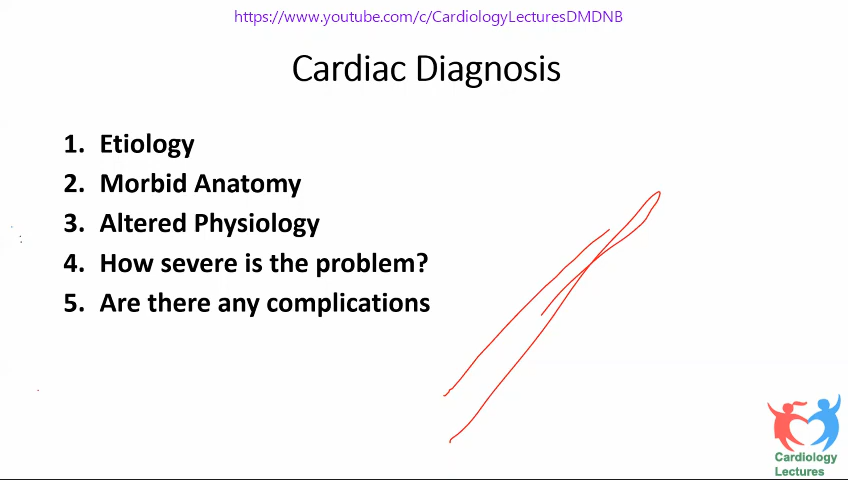 https://www.youtube.com/c/CardiologyLecturesDMDNB
Cardiac Diagnosis
1. Etiology
2. Morbid Anatomy
3. Altered Physiology
4. How severe is the problem?
5. Are there any complications
Cardiology
Lectures